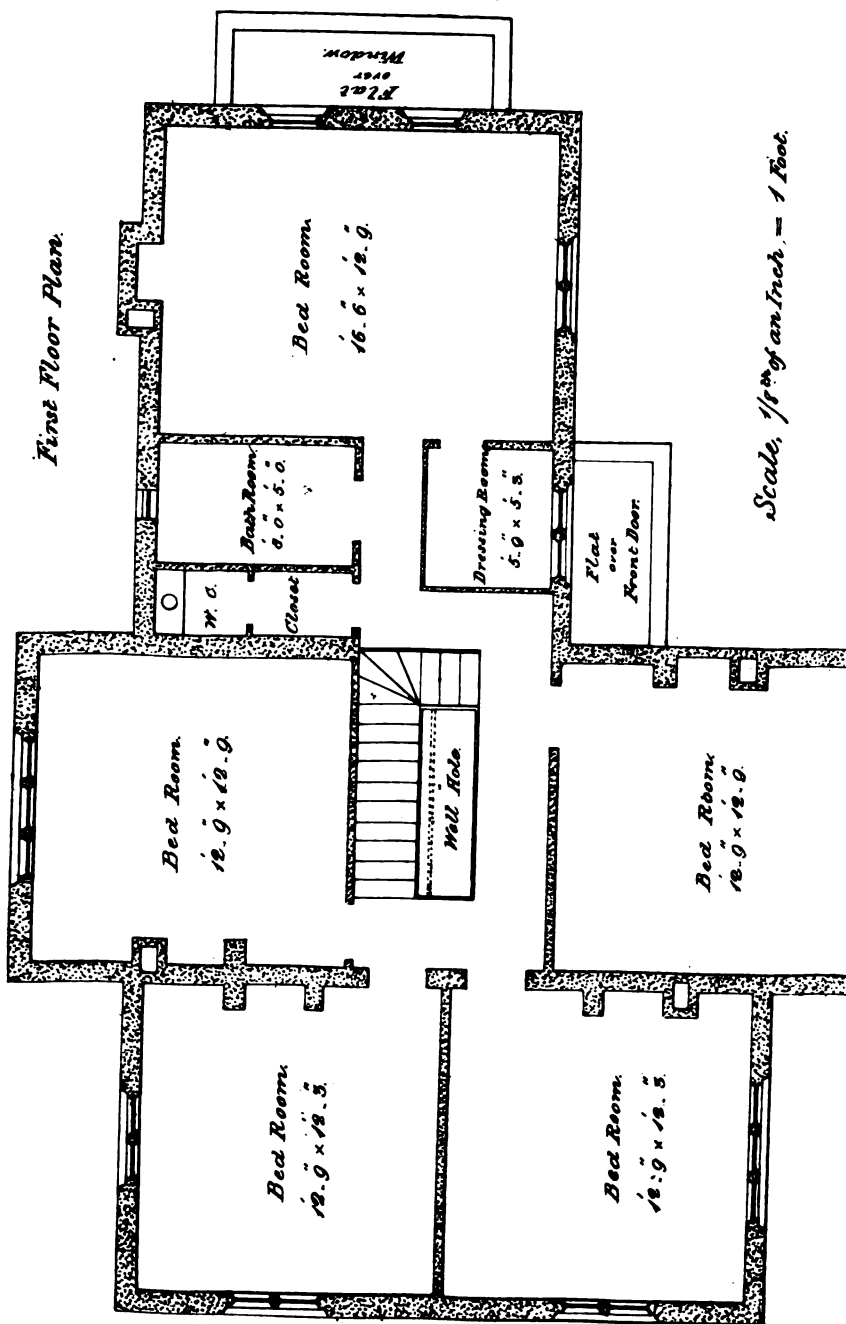 First Floor Plan.
Flat
over
Window.
Bed Room.
16'.6" × 12'.9"
Bath Room
8'.0" × 5'.0"
Dressing Room
5'.9" × 5'.3"
W. C.
Closet
Flat
over
Front Door.
Scale, 1/8th of an Inch, = 1 Foot.
Bed Room.
12'.9" × 12'.9"
Well Hole.
Bed Room.
12'.9" × 12'.9"
Bed Room.
12'.9" × 12'.3"
Bed Room.
12'.9" × 12'.3"